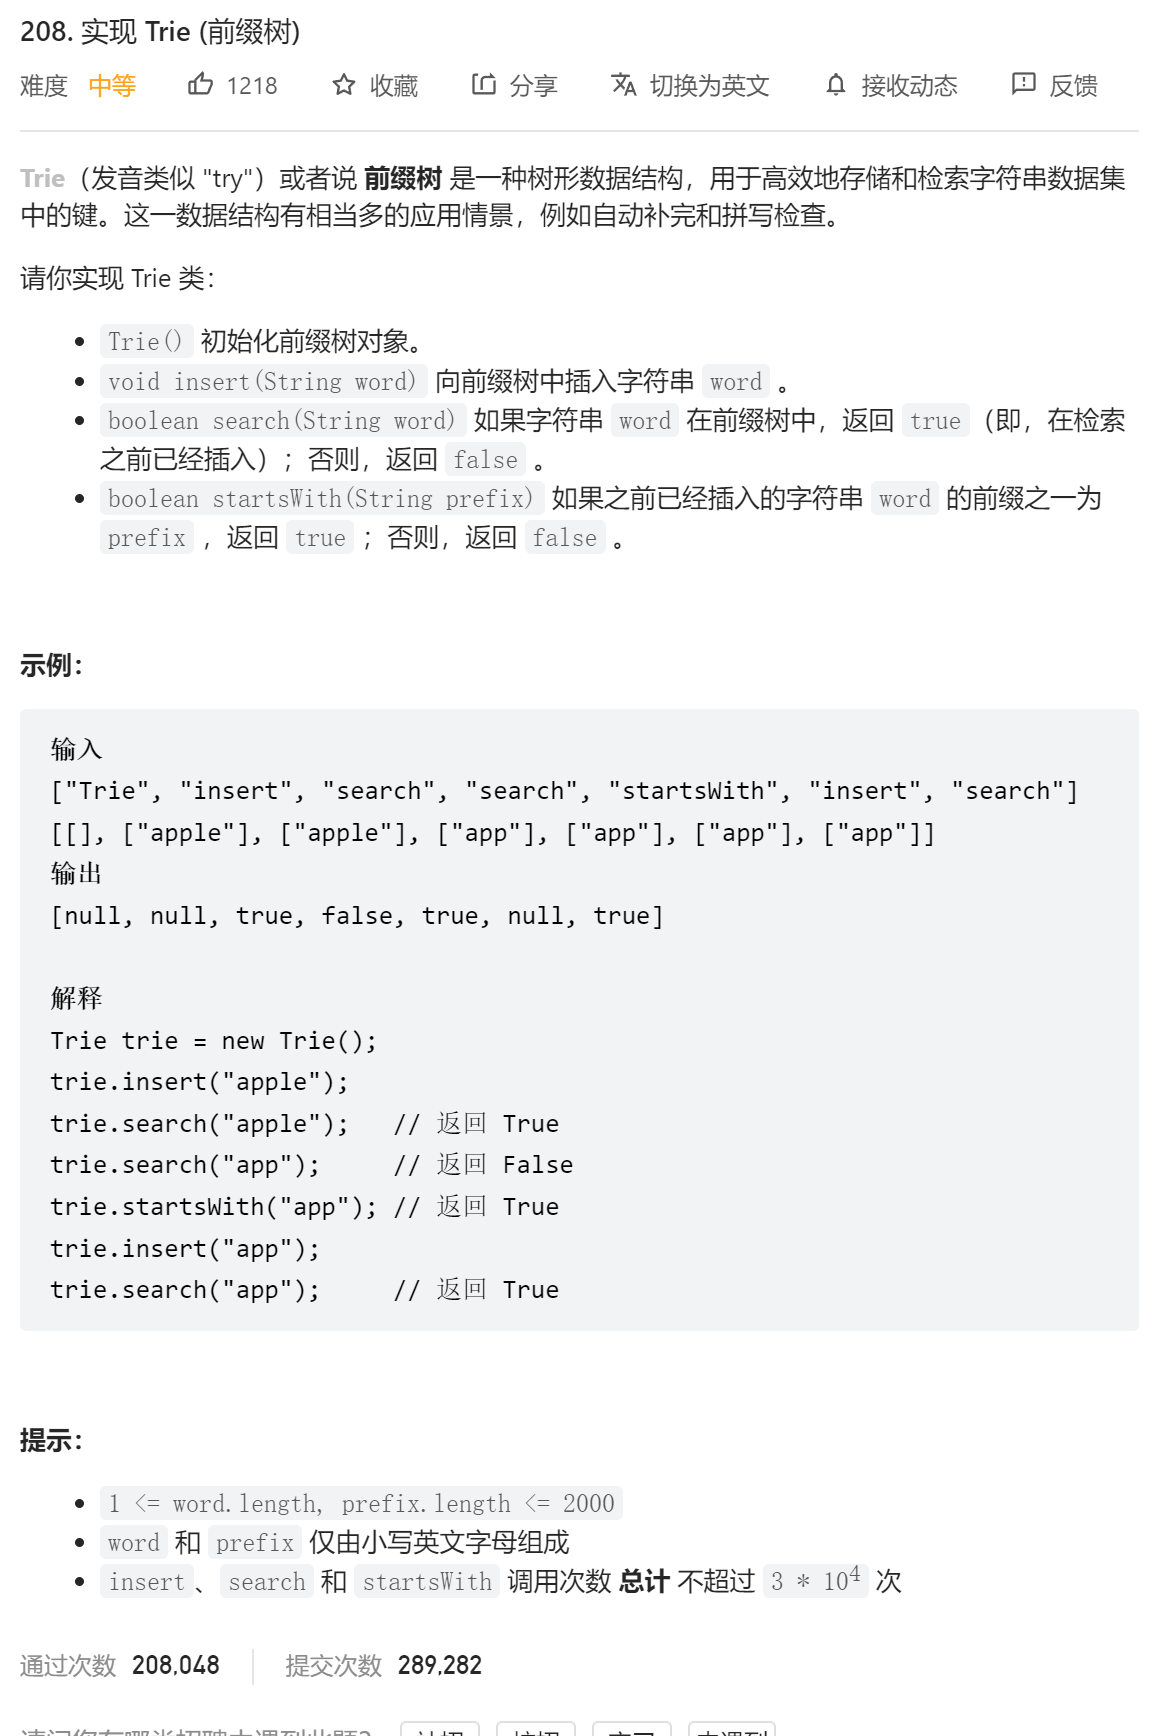 208. 实现 Trie (前缀树)
难度 中等 1218 收藏 分享 切换为英文 接收动态 反馈
Trie（发音类似 "try"）或者说 前缀树 是一种树形数据结构，用于高效地存储和检索字符串数据集
中的键。这一数据结构有相当多的应用情景，例如自动补完和拼写检查。
请你实现 Trie 类：
Trie() 初始化前缀树对象。
void insert(String word) 向前缀树中插入字符串 word 。
boolean search(String word) 如果字符串 word 在前缀树中，返回 true（即，在检索
之前已经插入）；否则，返回 false 。
boolean startsWith(String prefix) 如果之前已经插入的字符串 word 的前缀之一为
prefix ，返回 true ；否则，返回 false 。
示例：
输入
["Trie", "insert", "search", "search", "startsWith", "insert", "search"]
[[], ["apple"], ["apple"], ["app"], ["app"], ["app"], ["app"]]
输出
[null, null, true, false, true, null, true]
解释
Trie trie = new Trie();
trie.insert("apple");
trie.search("apple");   // 返回 True
trie.search("app");     // 返回 False
trie.startsWith("app"); // 返回 True
trie.insert("app");
trie.search("app");     // 返回 True
提示：
1 <= word.length, prefix.length <= 2000
word 和 prefix 仅由小写英文字母组成
insert、search 和 startsWith 调用次数 总计 不超过 3 * 10⁴ 次
通过次数 208,048 提交次数 289,282